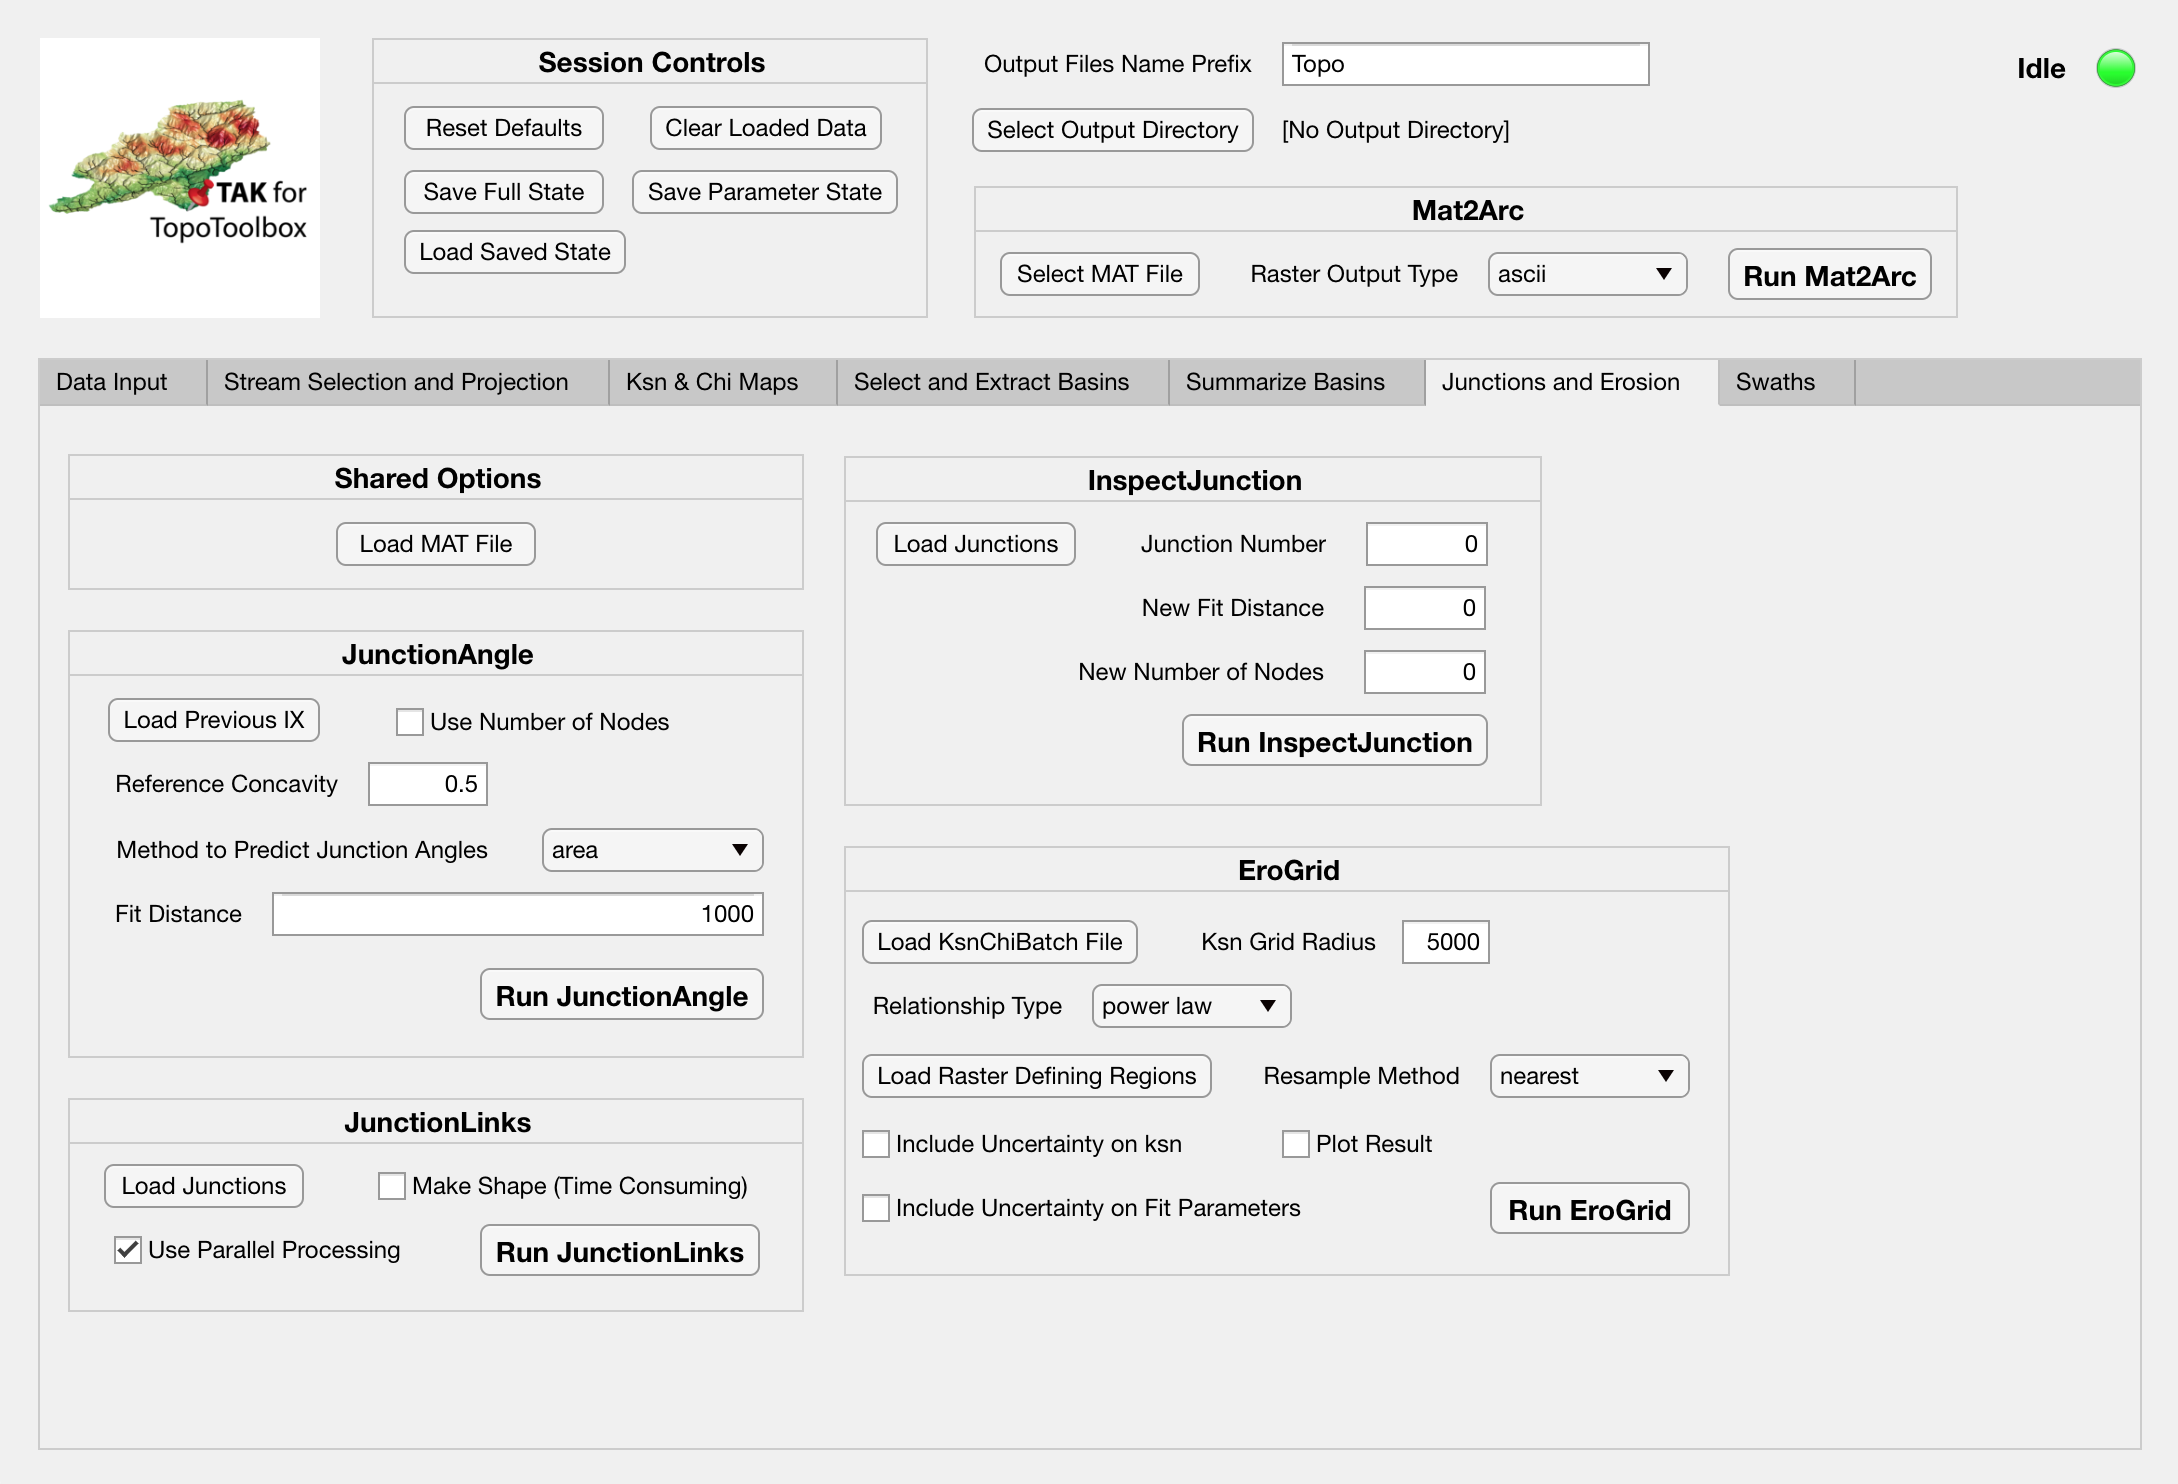 TAK for
TopoToolbox
Session Controls
Reset Defaults
Clear Loaded Data
Save Full State
Save Parameter State
Load Saved State
Output Files Name Prefix
Topo
Idle
Select Output Directory
[No Output Directory]
Mat2Arc
Select MAT File
Raster Output Type
ascii
Run Mat2Arc
Data Input
Stream Selection and Projection
Ksn & Chi Maps
Select and Extract Basins
Summarize Basins
Junctions and Erosion
Swaths
Shared Options
Load MAT File
JunctionAngle
Load Previous IX
Use Number of Nodes
Reference Concavity
0.5
Method to Predict Junction Angles
area
Fit Distance
1000
Run JunctionAngle
JunctionLinks
Load Junctions
Make Shape (Time Consuming)
Use Parallel Processing
Run JunctionLinks
InspectJunction
Load Junctions
Junction Number
0
New Fit Distance
0
New Number of Nodes
0
Run InspectJunction
EroGrid
Load KsnChiBatch File
Ksn Grid Radius
5000
Relationship Type
power law
Load Raster Defining Regions
Resample Method
nearest
Include Uncertainty on ksn
Plot Result
Include Uncertainty on Fit Parameters
Run EroGrid